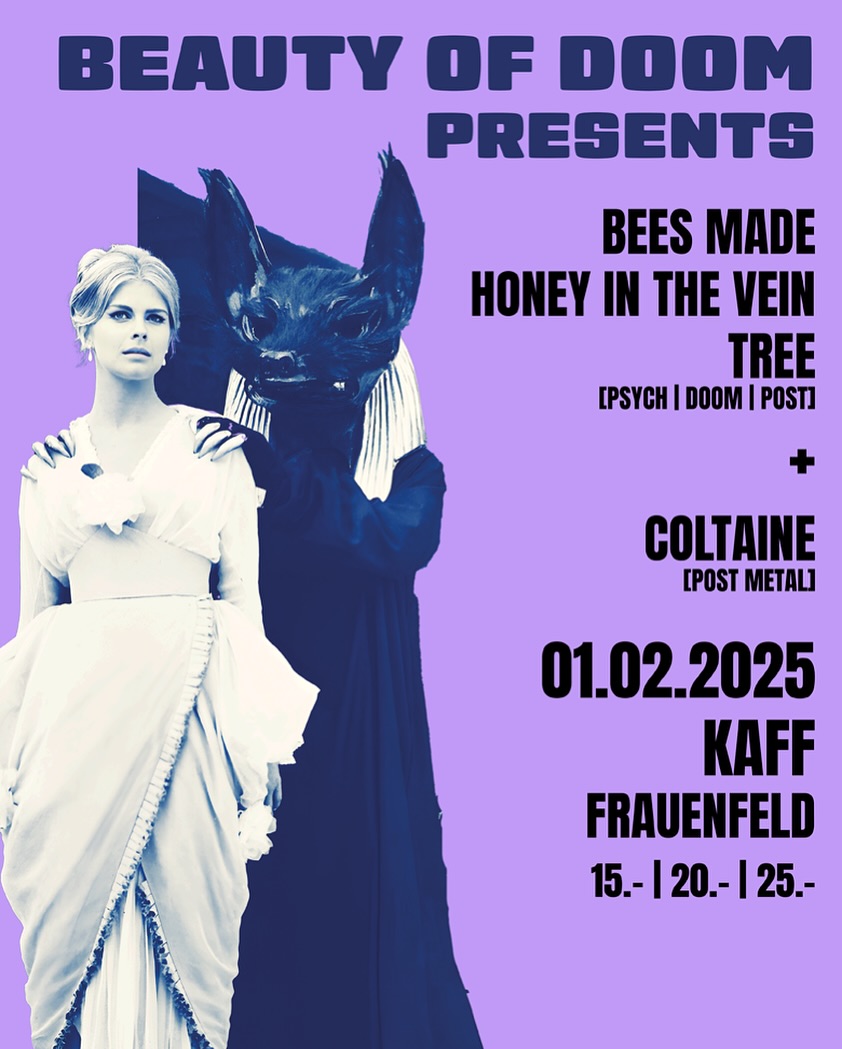 BEAUTY OF DOOM
PRESENTS
BEES MADE
HONEY IN THE VEIN
TREE
[PSYCH | DOOM | POST]
+
COLTAINE
[POST METAL]
01.02.2025
KAFF
FRAUENFELD
15.- | 20.- | 25.-